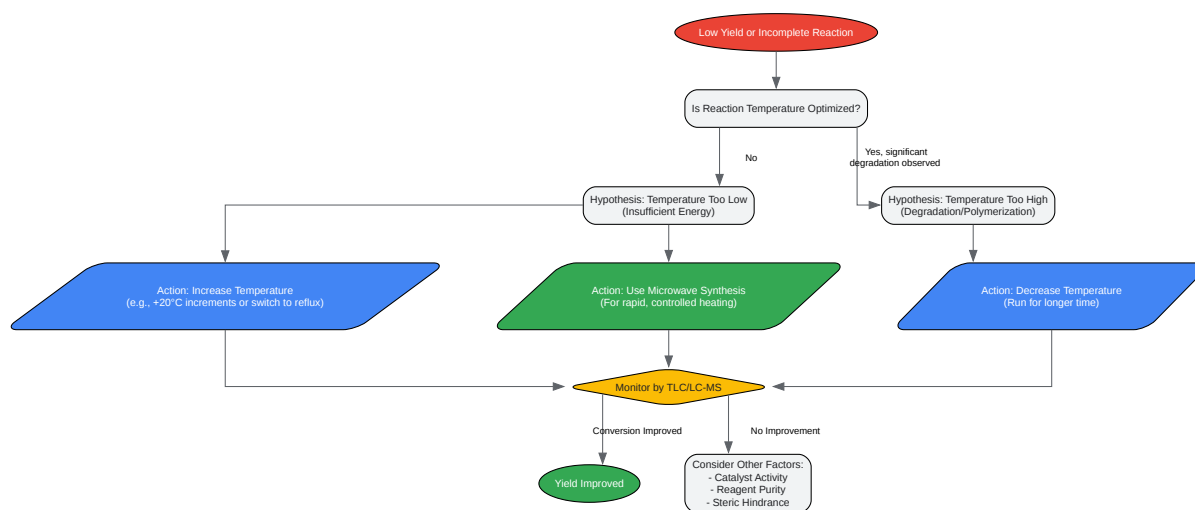 Low Yield or Incomplete Reaction
Is Reaction Temperature Optimized?
No
Yes, significant
degradation observed
Hypothesis: Temperature Too Low
(Insufficient Energy)
Hypothesis: Temperature Too High
(Degradation/Polymerization)
Action: Increase Temperature
(e.g., +20°C increments or switch to reflux)
Action: Use Microwave Synthesis
(For rapid, controlled heating)
Action: Decrease Temperature
(Run for longer time)
Monitor by TLC/LC-MS
Conversion Improved
No Improvement
Yield Improved
Consider Other Factors:
- Catalyst Activity
- Reagent Purity
- Steric Hindrance